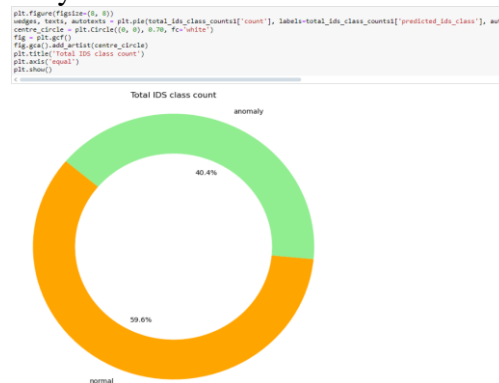 plt.figure(figsize=(8, 8))
wedges, texts, autotexts = plt.pie(total_ids_class_counts1['count'], labels=total_ids_class_counts1['predicted_ids_class'], aut
centre_circle = plt.Circle((0, 0), 0.70, fc="white")
fig = plt.gcf()
fig.gca().add_artist(centre_circle)
plt.title('Total IDS class count')
plt.axis('equal')
plt.show()
Total IDS class count
anomaly
40.4%
59.6%
normal